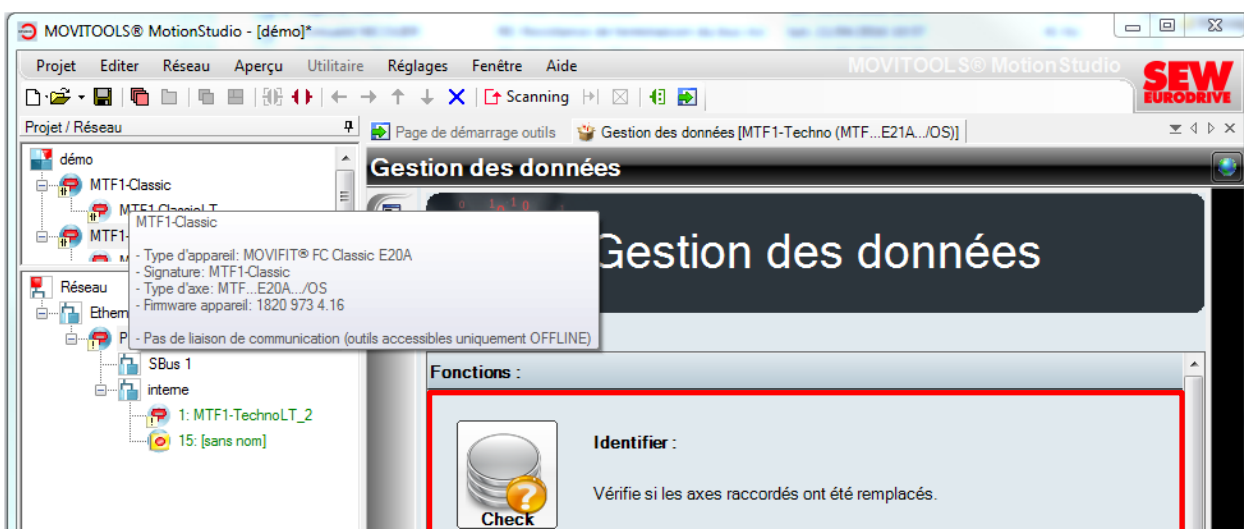 MOVITOOLS® MotionStudio - [démo]*
Projet Editer Réseau Aperçu Utilitaire Réglages Fenêtre Aide
MOVITOOLS® MotionStudio
SEW
EURODRIVE
Scanning
Projet / Réseau
Page de démarrage outils
Gestion des données [MTF1-Techno (MTF...E21A.../OS)]
démo
MTF1-Classic
Gestion des données
MTF1-Classic
- Type d'appareil: MOVIFIT® FC Classic E20A
- Signature: MTF1-Classic
- Type d'axe: MTF...E20A.../OS
- Firmware appareil: 1820 973 4.16
- Pas de liaison de communication (outils accessibles uniquement OFFLINE)
MTF1-
Gestion des données
Réseau
Ethern
P
SBus 1
interne
1: MTF1-TechnoLT_2
15: [sans nom]
Fonctions :
Identifier :
Vérifie si les axes raccordés ont été remplacés.
Check